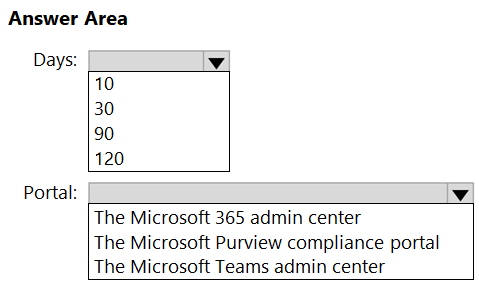 Answer Area
Days:
10
30
90
120
Portal:
The Microsoft 365 admin center
The Microsoft Purview compliance portal
The Microsoft Teams admin center